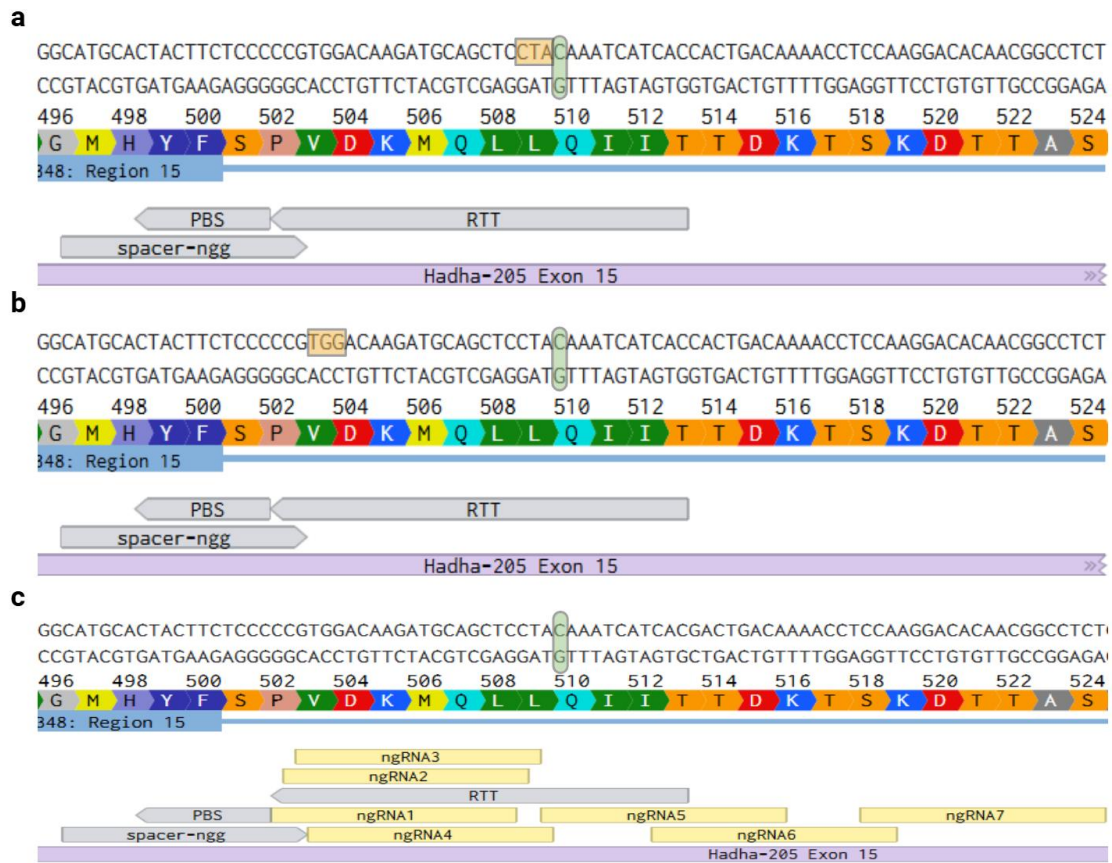 a
GGCATGCACTACTTCTCCCCCGTGGACAAGATGCAGCTCCTACAAATCATCACCACTGACAAAACCTCCAAGGACACAACGGCCTCT
CCGTACGTGATGAAGAGGGGGCACCTGTTCTACGTCGAGGATGTTTAGTAGTGGTGACTGTTTTGGAGGTTCCTGTGTTGCCGGAGA
496 498 500 502 504 506 508 510 512 514 516 518 520 522 524
G M H Y F S P V D K M Q L L Q I I T T D K T S K D T T A S
348: Region 15
PBS RTT
spacer-ngg
Hadha-205 Exon 15
b
GGCATGCACTACTTCTCCCCCGTGGACAAGATGCAGCTCCTACAAATCATCACCACTGACAAAACCTCCAAGGACACAACGGCCTCT
CCGTACGTGATGAAGAGGGGGCACCTGTTCTACGTCGAGGATGTTTAGTAGTGGTGACTGTTTTGGAGGTTCCTGTGTTGCCGGAGA
496 498 500 502 504 506 508 510 512 514 516 518 520 522 524
G M H Y F S P V D K M Q L L Q I I T T D K T S K D T T A S
348: Region 15
PBS RTT
spacer-ngg
Hadha-205 Exon 15
c
GGCATGCACTACTTCTCCCCCGTGGACAAGATGCAGCTCCTACAAATCATCACGACTGACAAAACCTCCAAGGACACAACGGCCTCT
CCGTACGTGATGAAGAGGGGGCACCTGTTCTACGTCGAGGATGTTTAGTAGTGCTGACTGTTTTGGAGGTTCCTGTGTTGCCGGAGA
496 498 500 502 504 506 508 510 512 514 516 518 520 522 524
G M H Y F S P V D K M Q L L Q I I T T D K T S K D T T A S
348: Region 15
ngRNA3
ngRNA2
RTT
PBS ngRNA1 ngRNA5 ngRNA7
spacer-ngg ngRNA4 ngRNA6
Hadha-205 Exon 15